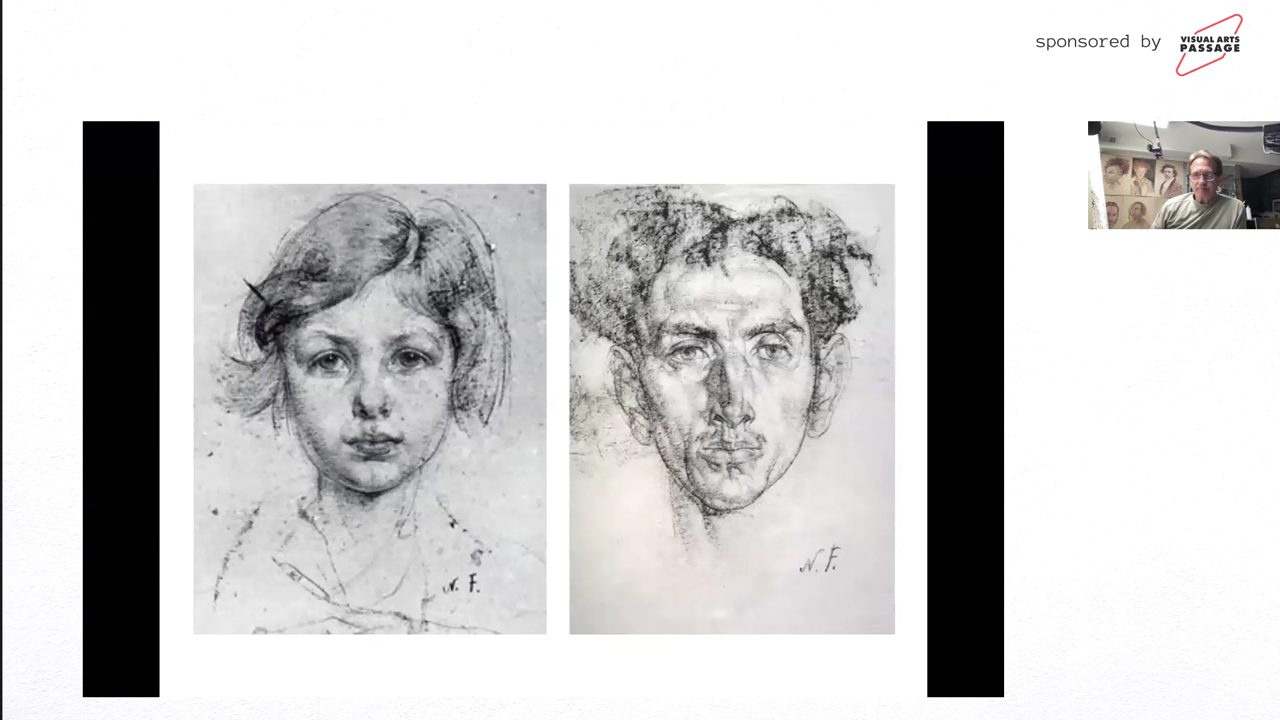 sponsored by
VISUAL ARTS
PASSAGE
N. F.
N. F.